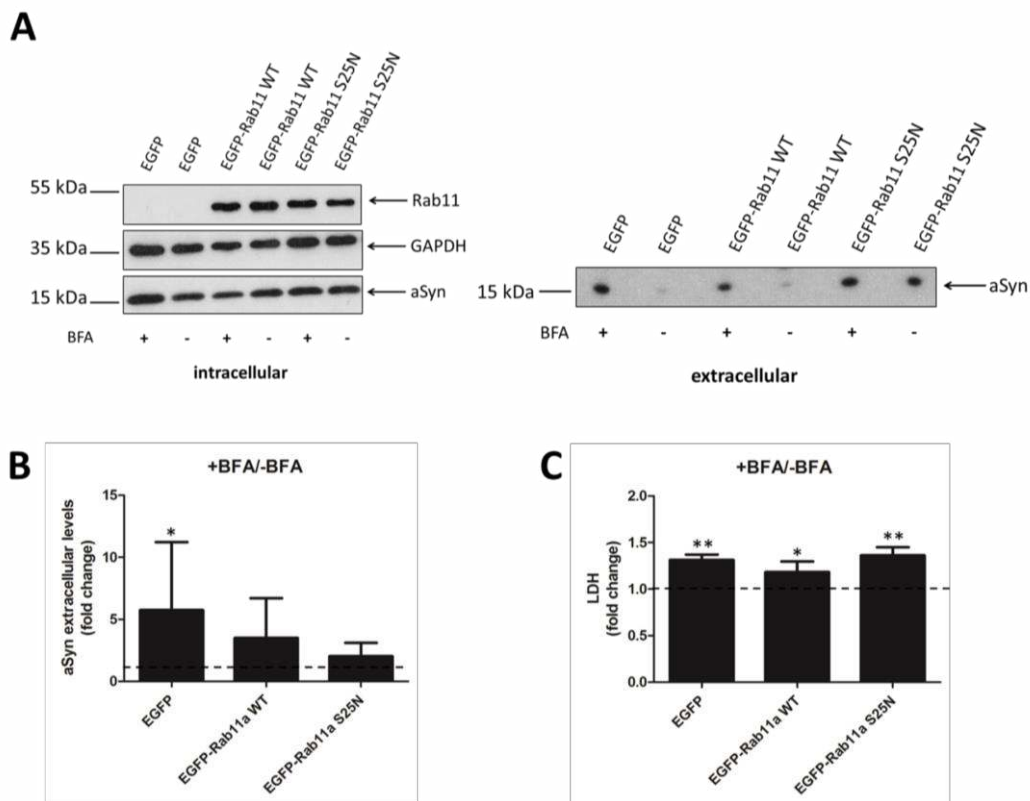 A
EGFP
EGFP
EGFP-Rab11 WT
EGFP-Rab11 WT
EGFP-Rab11 S25N
EGFP-Rab11 S25N
55 kDa
Rab11
35 kDa
GAPDH
15 kDa
aSyn
BFA + - + - + -
intracellular
EGFP
EGFP
EGFP-Rab11 WT
EGFP-Rab11 WT
EGFP-Rab11 S25N
EGFP-Rab11 S25N
15 kDa
aSyn
BFA + - + - + -
extracellular
B
+BFA/-BFA
aSyn extracellular levels
(fold change)
15
10
5
0
*
EGFP
EGFP-Rab11a WT
EGFP-Rab11a S25N
C
+BFA/-BFA
LDH
(fold change)
2.0
1.5
1.0
0.5
0.0
**
*
**
EGFP
EGFP-Rab11a WT
EGFP-Rab11a S25N